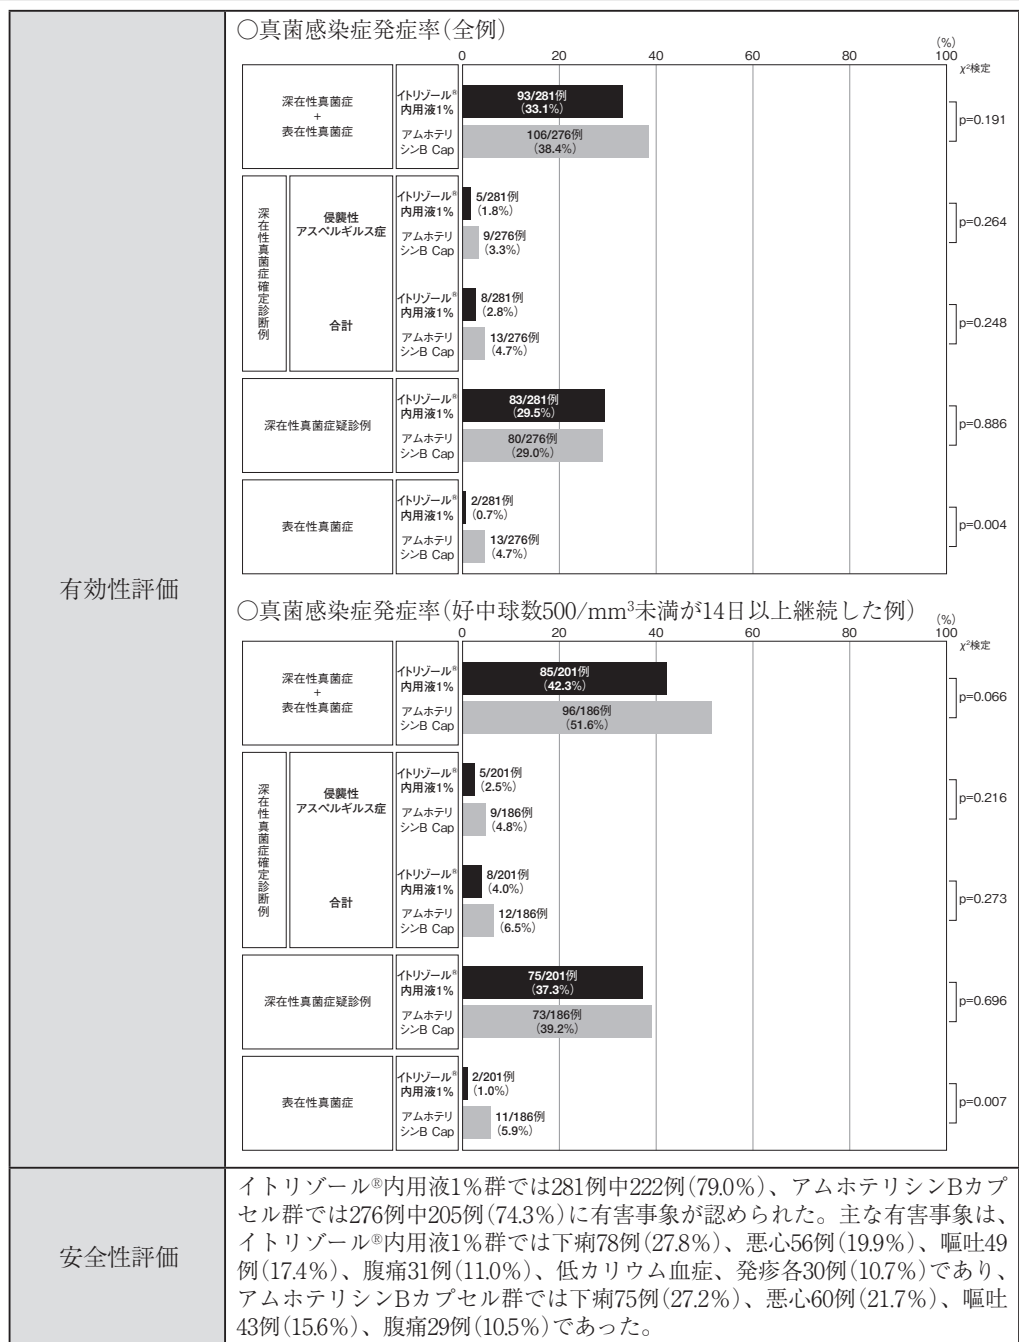 ○真菌感染症発症率(全例)
(%)
0 20 40 60 80 100
χ²検定
深在性真菌症
+
表在性真菌症
イトリゾール®
内用液1%
93/281例
(33.1%)
アムホテリ
シンB Cap
106/276例
(38.4%)
p=0.191
深在性真菌症確定診断例
侵襲性
アスペルギルス症
イトリゾール®
内用液1%
5/281例
(1.8%)
アムホテリ
シンB Cap
9/276例
(3.3%)
p=0.264
合計
イトリゾール®
内用液1%
8/281例
(2.8%)
アムホテリ
シンB Cap
13/276例
(4.7%)
p=0.248
深在性真菌症疑診例
イトリゾール®
内用液1%
83/281例
(29.5%)
アムホテリ
シンB Cap
80/276例
(29.0%)
p=0.886
表在性真菌症
イトリゾール®
内用液1%
2/281例
(0.7%)
アムホテリ
シンB Cap
13/276例
(4.7%)
p=0.004
有効性評価
○真菌感染症発症率(好中球数500/mm³未満が14日以上継続した例)
(%)
0 20 40 60 80 100
χ²検定
深在性真菌症
+
表在性真菌症
イトリゾール®
内用液1%
85/201例
(42.3%)
アムホテリ
シンB Cap
96/186例
(51.6%)
p=0.066
深在性真菌症確定診断例
侵襲性
アスペルギルス症
イトリゾール®
内用液1%
5/201例
(2.5%)
アムホテリ
シンB Cap
9/186例
(4.8%)
p=0.216
合計
イトリゾール®
内用液1%
8/201例
(4.0%)
アムホテリ
シンB Cap
12/186例
(6.5%)
p=0.273
深在性真菌症疑診例
イトリゾール®
内用液1%
75/201例
(37.3%)
アムホテリ
シンB Cap
73/186例
(39.2%)
p=0.696
表在性真菌症
イトリゾール®
内用液1%
2/201例
(1.0%)
アムホテリ
シンB Cap
11/186例
(5.9%)
p=0.007
安全性評価
イトリゾール®内用液1%群では281例中222例(79.0%)、アムホテリシンBカプ
セル群では276例中205例(74.3%)に有害事象が認められた。主な有害事象は、
イトリゾール®内用液1%群では下痢78例(27.8%)、悪心56例(19.9%)、嘔吐49
例(17.4%)、腹痛31例(11.0%)、低カリウム血症、発疹各30例(10.7%)であり、
アムホテリシンBカプセル群では下痢75例(27.2%)、悪心60例(21.7%)、嘔吐
43例(15.6%)、腹痛29例(10.5%)であった。